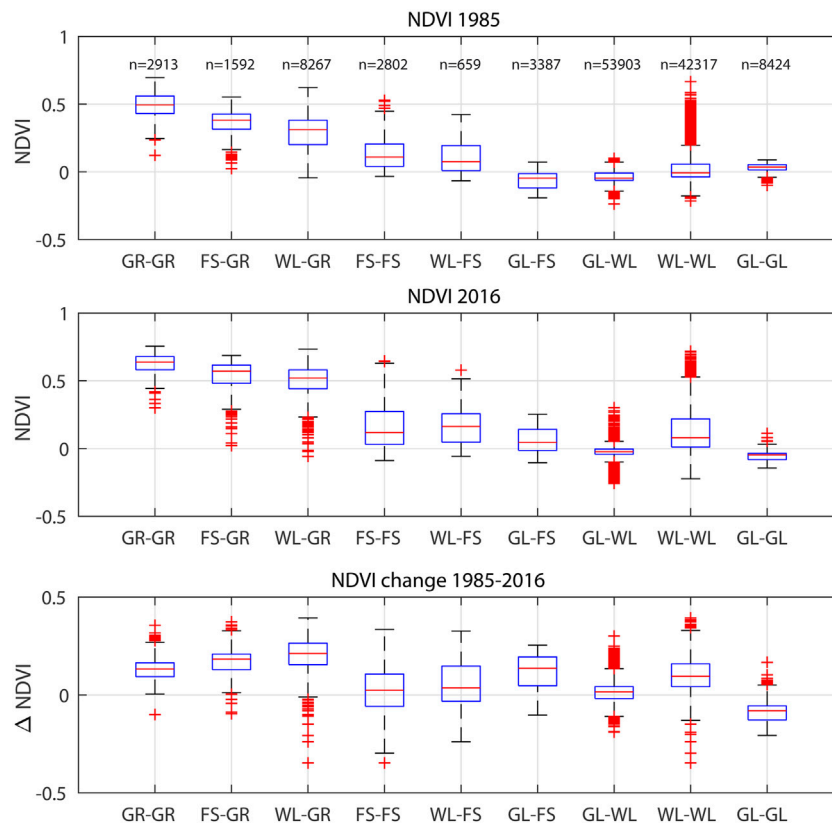 NDVI 1985
1
n=2913 n=1592 n=8267 n=2802 n=659 n=3387 n=53903 n=42317 n=8424
0.5
NDVI
0
-0.5
GR-GR FS-GR WL-GR FS-FS WL-FS GL-FS GL-WL WL-WL GL-GL
NDVI 2016
1
0.5
NDVI
0
-0.5
GR-GR FS-GR WL-GR FS-FS WL-FS GL-FS GL-WL WL-WL GL-GL
NDVI change 1985-2016
0.5
Δ NDVI
0
-0.5
GR-GR FS-GR WL-GR FS-FS WL-FS GL-FS GL-WL WL-WL GL-GL